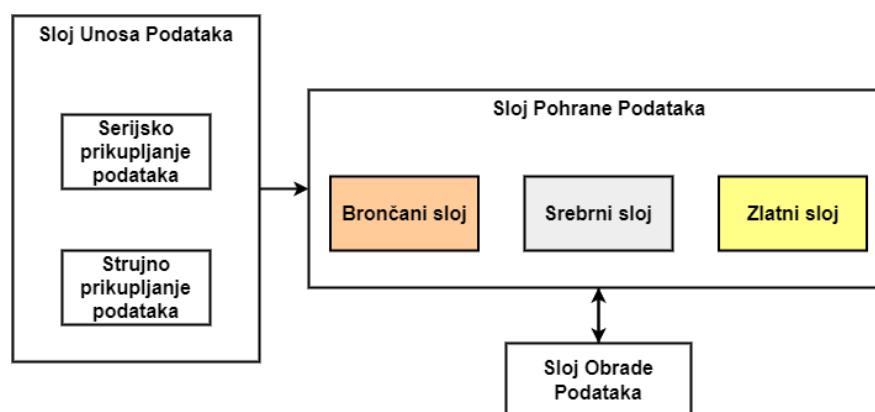 Sloj Unosa Podataka
Serijsko
prikupljanje
podataka
Strujno
prikupljanje
podataka
Sloj Pohrane Podataka
Brončani sloj
Srebrni sloj
Zlatni sloj
Sloj Obrade
Podataka